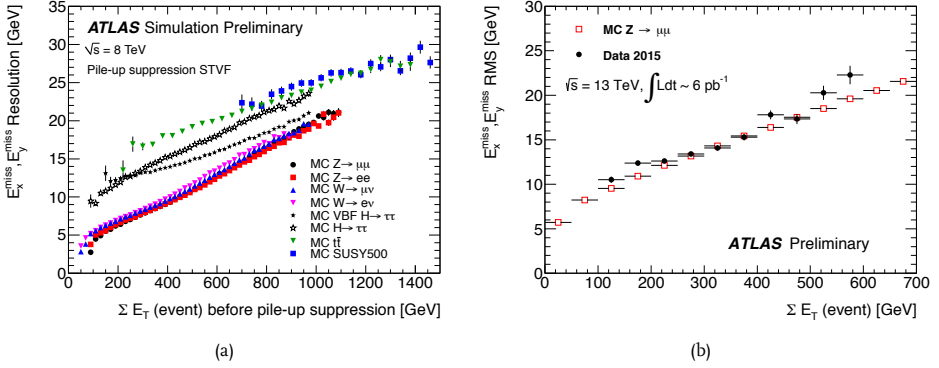 E_x^miss, E_y^miss Resolution [GeV]
40
35
30
25
20
15
10
5
0
ATLAS Simulation Preliminary
√s = 8 TeV
Pile-up suppression STVF
MC Z→ μμ
MC Z→ ee
MC W→ μν
MC W→ eν
MC VBF H→ ττ
MC H→ ττ
MC tt̄
MC SUSY500
0 200 400 600 800 1000 1200 1400
Σ E_T (event) before pile-up suppression [GeV]
(a)
E_x^miss, E_y^miss RMS [GeV]
30
25
20
15
10
5
0
MC Z → μμ
Data 2015
√s = 13 TeV, ∫Ldt ~ 6 pb⁻¹
ATLAS Preliminary
0 100 200 300 400 500 600 700
Σ E_T (event) [GeV]
(b)